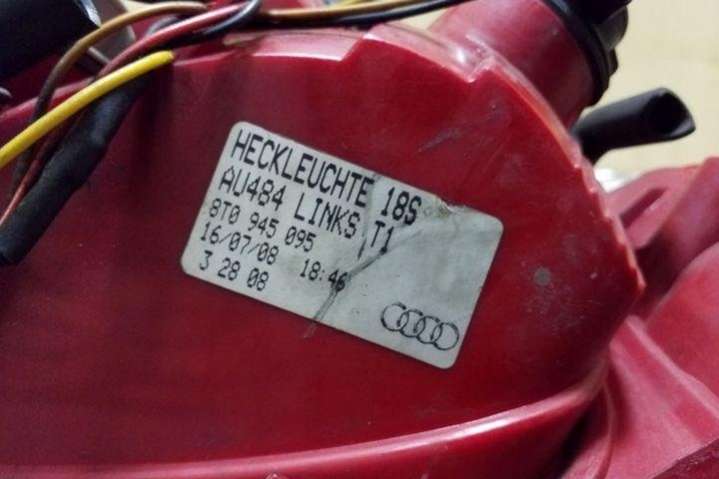 HECKLEUCHTE 18S
AU484 LINKS T1
8T0 945 095
16/07/08 18:46
3 28 08